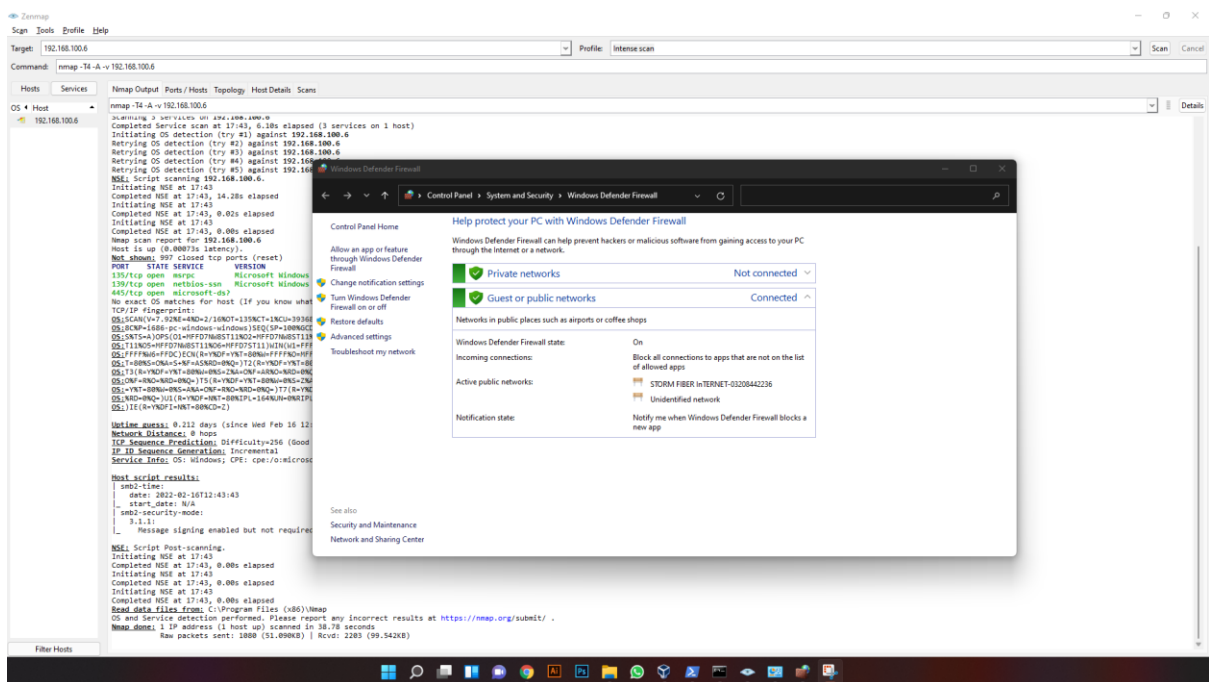 Zenmap
Scan Tools Profile Help
Target: 192.168.100.6 Profile: Intense scan Scan Cancel
Command: nmap -T4 -A -v 192.168.100.6
Hosts Services Nmap Output Ports / Hosts Topology Host Details Scans
OS Host nmap -T4 -A -v 192.168.100.6 Details
192.168.100.6
Scanning 3 services on 192.168.100.6
Completed Service scan at 17:43, 6.10s elapsed (3 services on 1 host)
Initiating OS detection (try #1) against 192.168.100.6
Retrying OS detection (try #2) against 192.168.100.6
Retrying OS detection (try #3) against 192.168.100.6
Retrying OS detection (try #4) against 192.168
Retrying OS detection (try #5) against 192.168
NSE: Script scanning 192.168.100.6.
Initiating NSE at 17:43
Completed NSE at 17:43, 14.28s elapsed
Initiating NSE at 17:43
Completed NSE at 17:43, 0.02s elapsed
Initiating NSE at 17:43
Completed NSE at 17:43, 0.00s elapsed
Nmap scan report for 192.168.100.6
Host is up (0.00073s latency).
Not shown: 997 closed tcp ports (reset)
PORT STATE SERVICE VERSION
135/tcp open msrpc Microsoft Windows
139/tcp open netbios-ssn Microsoft Windows
445/tcp open microsoft-ds?
No exact OS matches for host (If you know what
TCP/IP fingerprint:
Uptime guess: 0.212 days (since Wed Feb 16 12:
Network Distance: 0 hops
TCP Sequence Prediction: Difficulty=256 (Good
IP ID Sequence Generation: Incremental
Service Info: OS: Windows; CPE: cpe:/o:microso
Host script results:
| smb2-time:
| date: 2022-02-16T12:43:43
|_ start_date: N/A
| smb2-security-mode:
| 3.1.1:
|_ Message signing enabled but not required
NSE: Script Post-scanning.
Initiating NSE at 17:43
Completed NSE at 17:43, 0.00s elapsed
Initiating NSE at 17:43
Completed NSE at 17:43, 0.00s elapsed
Initiating NSE at 17:43
Completed NSE at 17:43, 0.00s elapsed
Read data files from: C:\Program Files (x86)\Nmap
OS and Service detection performed. Please report any incorrect results at https://nmap.org/submit/ .
Nmap done: 1 IP address (1 host up) scanned in 38.78 seconds
Raw packets sent: 1080 (51.090KB) | Rcvd: 2203 (99.542KB)
Filter Hosts
Windows Defender Firewall
Control Panel System and Security Windows Defender Firewall
Control Panel Home
Allow an app or feature
through Windows Defender
Firewall
Change notification settings
Turn Windows Defender
Firewall on or off
Restore defaults
Advanced settings
Troubleshoot my network
See also
Security and Maintenance
Network and Sharing Center
Help protect your PC with Windows Defender Firewall
Windows Defender Firewall can help prevent hackers or malicious software from gaining access to your PC
through the Internet or a network.
Private networks Not connected
Guest or public networks Connected
Networks in public places such as airports or coffee shops
Windows Defender Firewall state: On
Incoming connections: Block all connections to apps that are not on the list
of allowed apps
Active public networks: STORM FIBER InTERNET-03208442236
Unidentified network
Notification state: Notify me when Windows Defender Firewall blocks a
new app
Ai
Ps